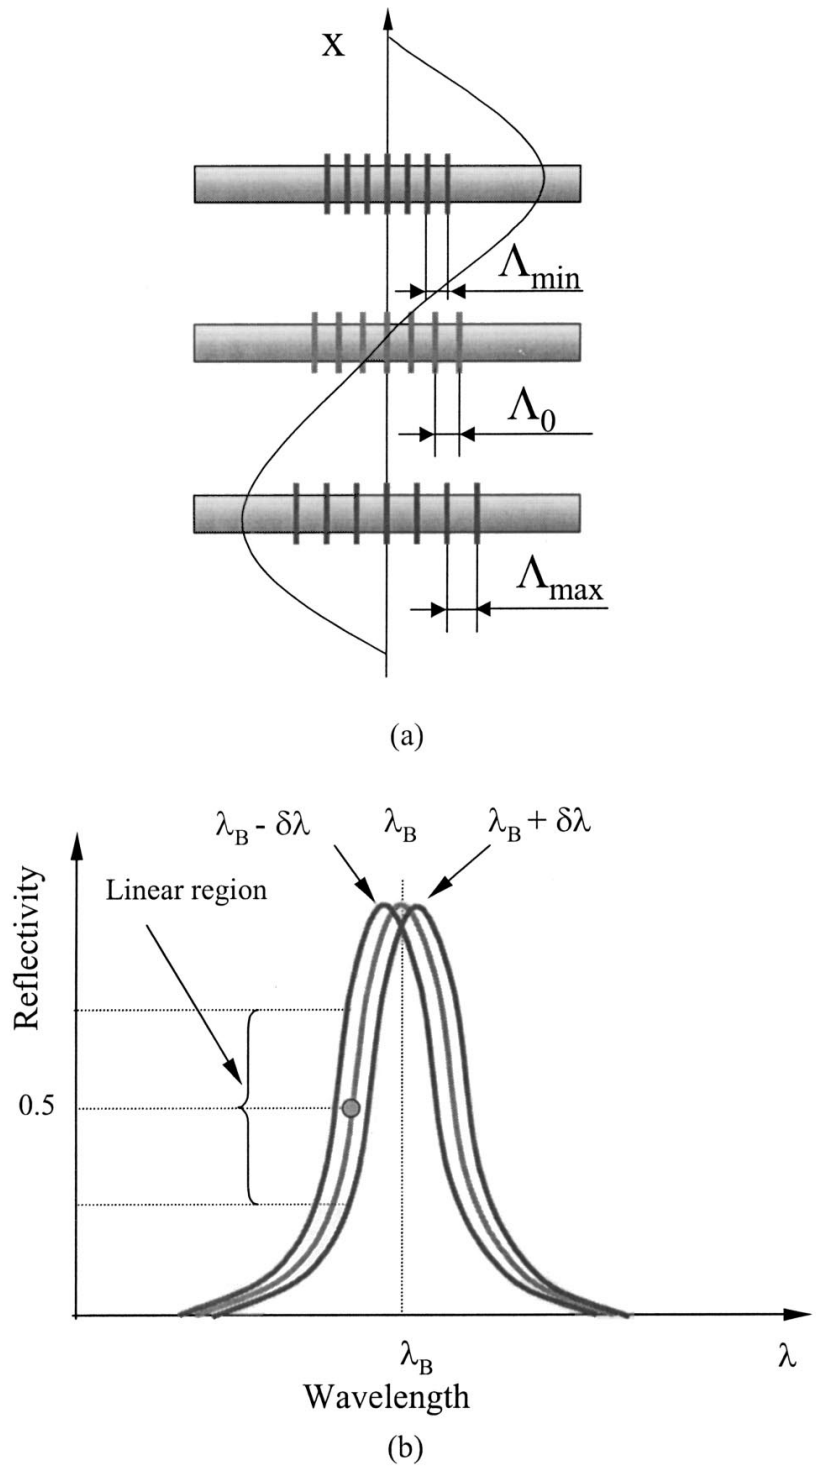 x
Λmin
Λ0
Λmax
(a)
λB - δλ
λB
λB + δλ
Linear region
Reflectivity
0.5
λB
λ
Wavelength
(b)